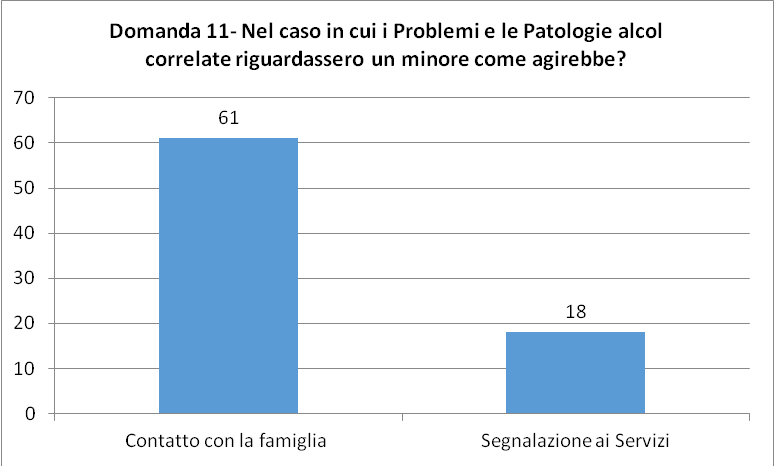 Domanda 11- Nel caso in cui i Problemi e le Patologie alcol
correlate riguardassero un minore come agirebbe?
70
60
50
40
30
20
10
0
61
18
Contatto con la famiglia
Segnalazione ai Servizi